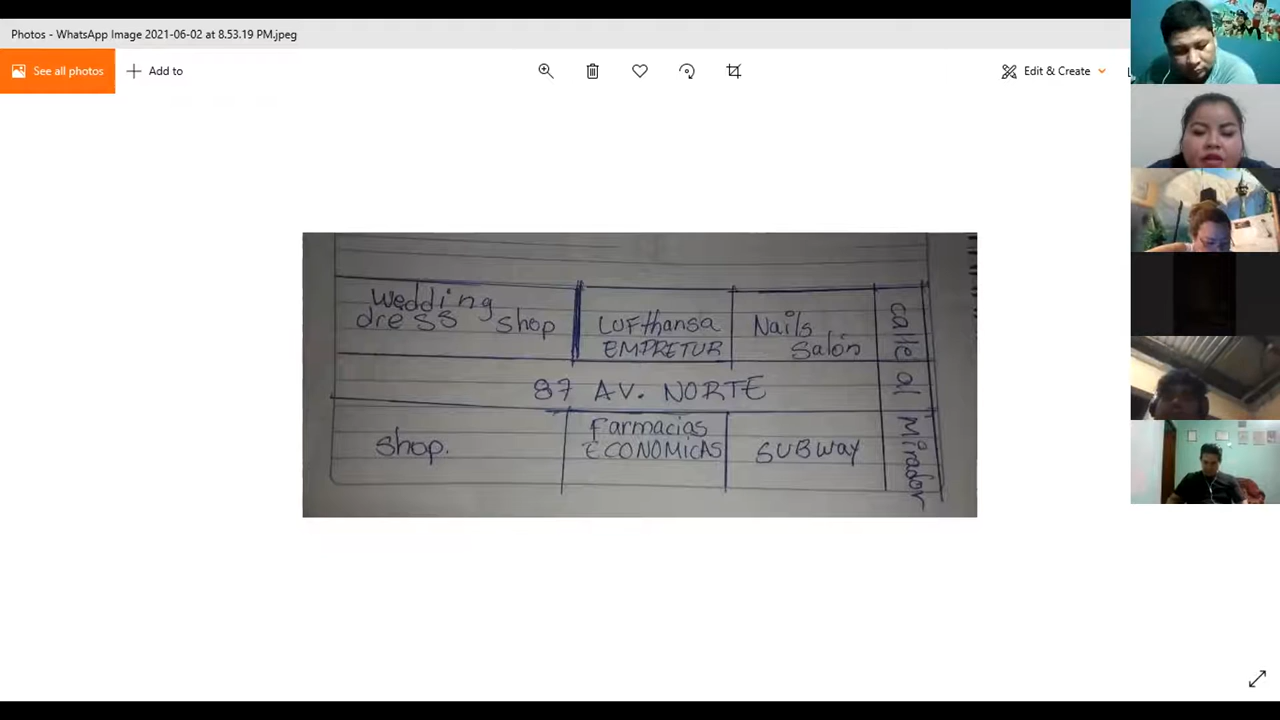 Photos - WhatsApp Image 2021-06-02 at 8.53.19 PM.jpeg
See all photos
Add to
Edit & Create
wedding
dress shop
LUFthansa
EMPRETUR
Nails
Salón
calle al Mirador
87 AV. NORTE
shop.
Farmacias
ECONOMICAS
SUBWAY